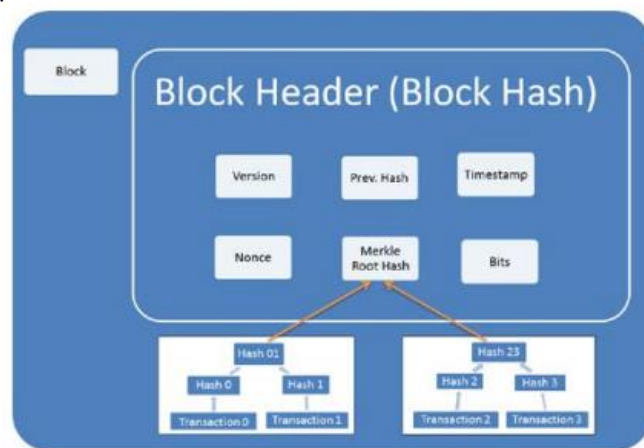 Block
Block Header (Block Hash)
Version
Prev. Hash
Timestamp
Nonce
Merkle
Root Hash
Bits
Hash 01
Hash 0
Hash 1
Transaction 0
Transaction 1
Hash 23
Hash 2
Hash 3
Transaction 2
Transaction 3